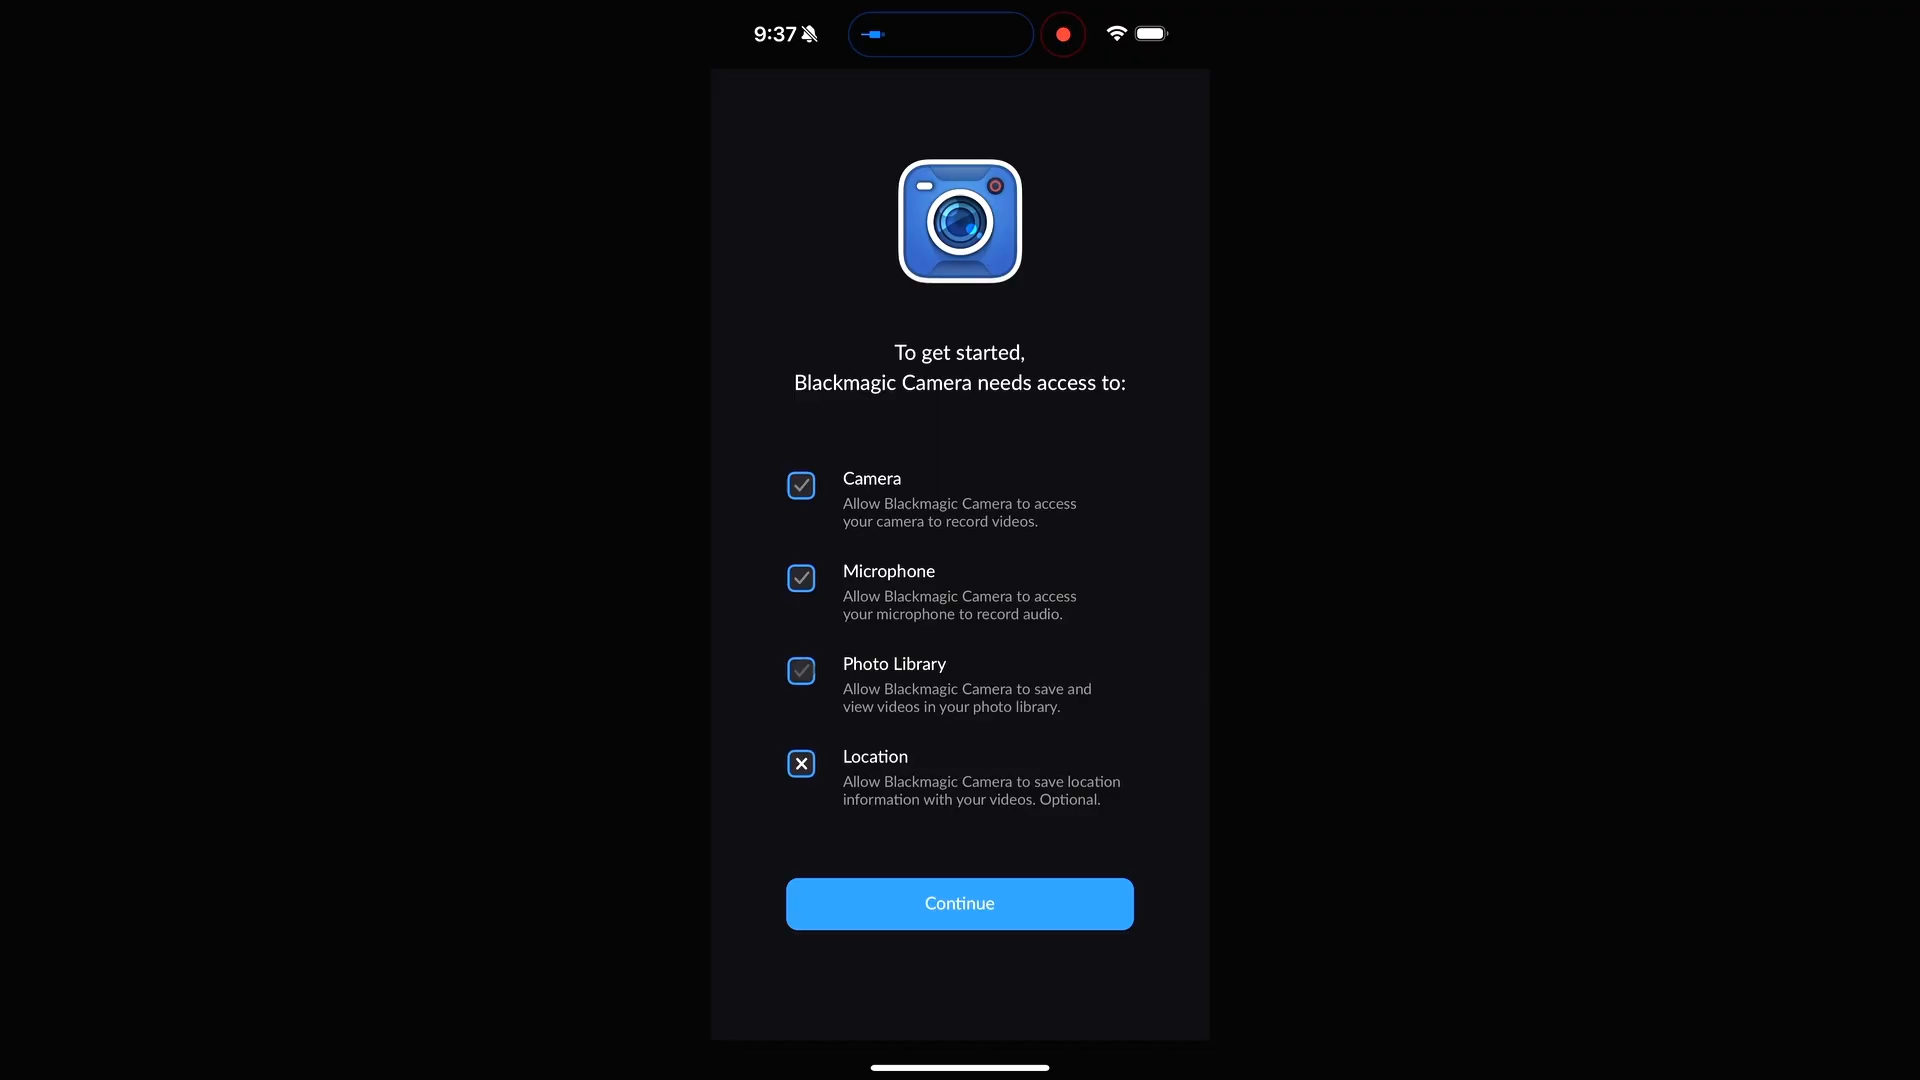 9:37
To get started,
Blackmagic Camera needs access to:
Camera
Allow Blackmagic Camera to access
your camera to record videos.
Microphone
Allow Blackmagic Camera to access
your microphone to record audio.
Photo Library
Allow Blackmagic Camera to save and
view videos in your photo library.
Location
Allow Blackmagic Camera to save location
information with your videos. Optional.
Continue